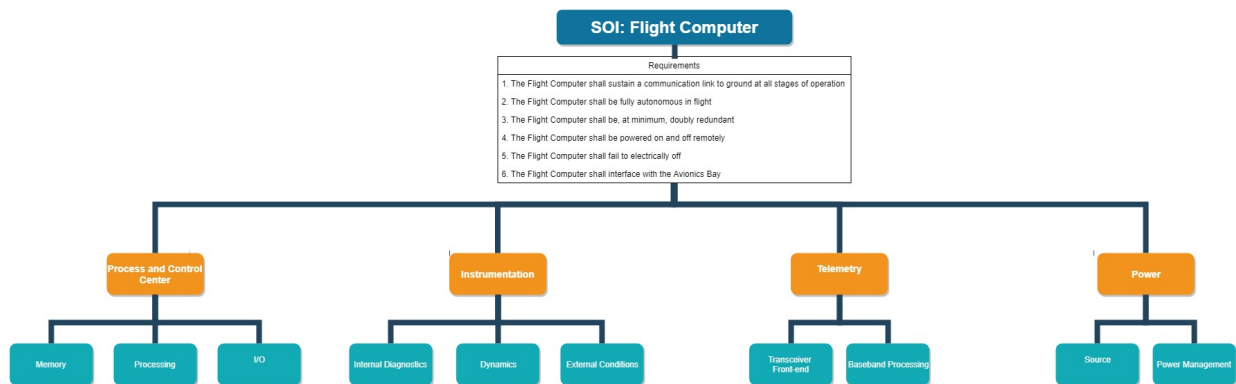 SOI: Flight Computer
Requirements
1. The Flight Computer shall sustain a communication link to ground at all stages of operation
2. The Flight Computer shall be fully autonomous in flight
3. The Flight Computer shall be, at minimum, doubly redundant
4. The Flight Computer shall be powered on and off remotely
5. The Flight Computer shall fail to electrically off
6. The Flight Computer shall interface with the Avionics Bay
Process and Control
Center
Instrumentation
Telemetry
Power
Memory
Processing
I/O
Internal Diagnostics
Dynamics
External Conditions
Transceiver
Front-end
Baseband Processing
Source
Power Management